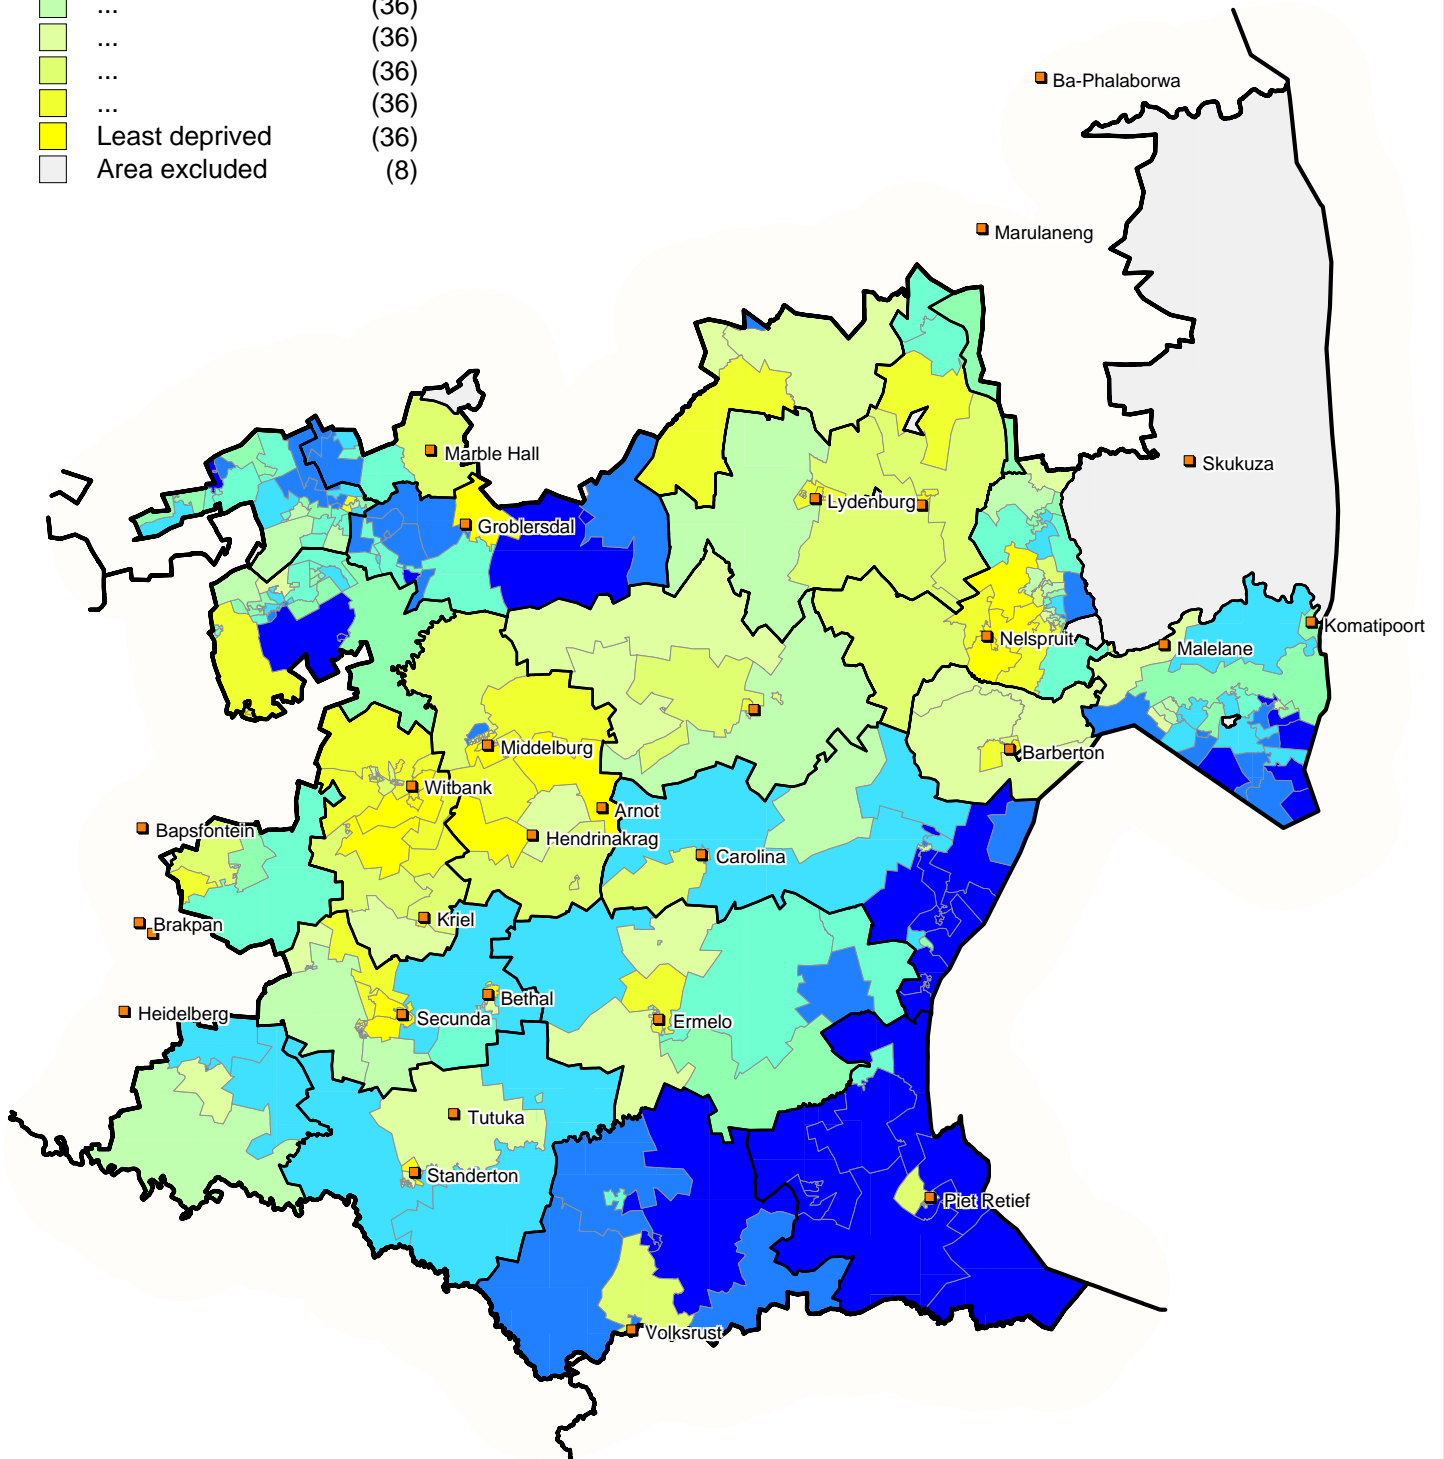 ... (36)
... (36)
... (36)
... (36)
Least deprived (36)
Area excluded (8)
Ba-Phalaborwa
Marulaneng
Marble Hall
Skukuza
Lydenburg
Groblersdal
Komatipoort
Nelspruit
Malelane
Middelburg
Barberton
Witbank
Arnot
Bapsfontein
Hendrinakrag
Carolina
Kriel
Brakpan
Bethal
Heidelberg
Secunda
Ermelo
Tutuka
Standerton
Piet Retief
Volksrust